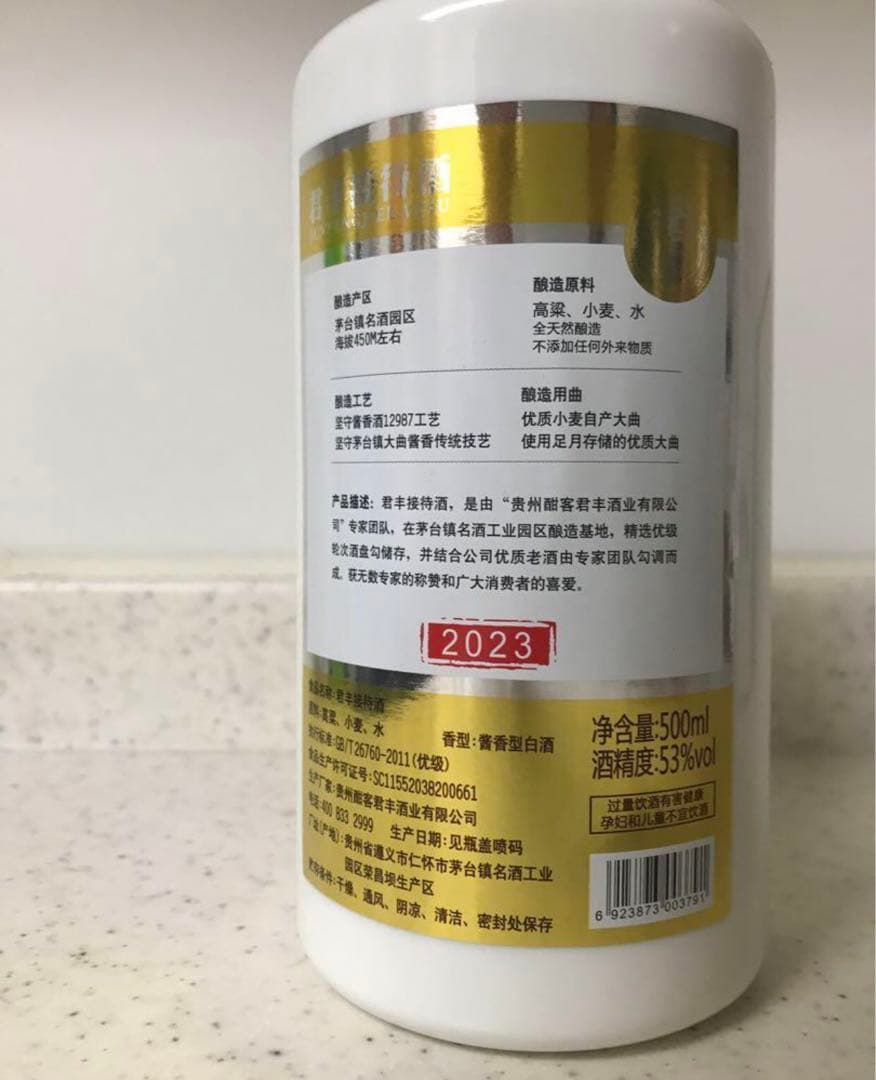 君丰接待酒
酿造产区
茅台镇名酒园区
海拔450M左右
酿造原料
高粱、小麦、水
全天然酿造
不添加任何外来物质
酿造工艺
坚守酱香酒12987工艺
坚守茅台镇大曲酱香传统技艺
酿造用曲
优质小麦自产大曲
使用足月存储的优质大曲
产品描述：君丰接待酒，是由“贵州酣客君丰酒业有限公
司”专家团队，在茅台镇名酒工业园区酿造基地，精选优级
轮次酒盘勾储存，并结合公司优质老酒由专家团队勾调而
成。获无数专家的称赞和广大消费者的喜爱。
2023
食品名称：君丰接待酒
原料：高粱、小麦、水
执行标准：GB/T26760-2011(优级)
香型：酱香型白酒
食品生产许可证号：SC11552038200661
生产厂家：贵州酣客君丰酒业有限公司
电话：400 833 2999 生产日期：见瓶盖喷码
厂址(产地)：贵州省遵义市仁怀市茅台镇名酒工业
园区荣昌坝生产区
贮存条件：干燥、通风、阴凉、清洁、密封处保存
净含量:500ml
酒精度:53%vol
过量饮酒有害健康
孕妇和儿童不宜饮酒
6 923873 003791